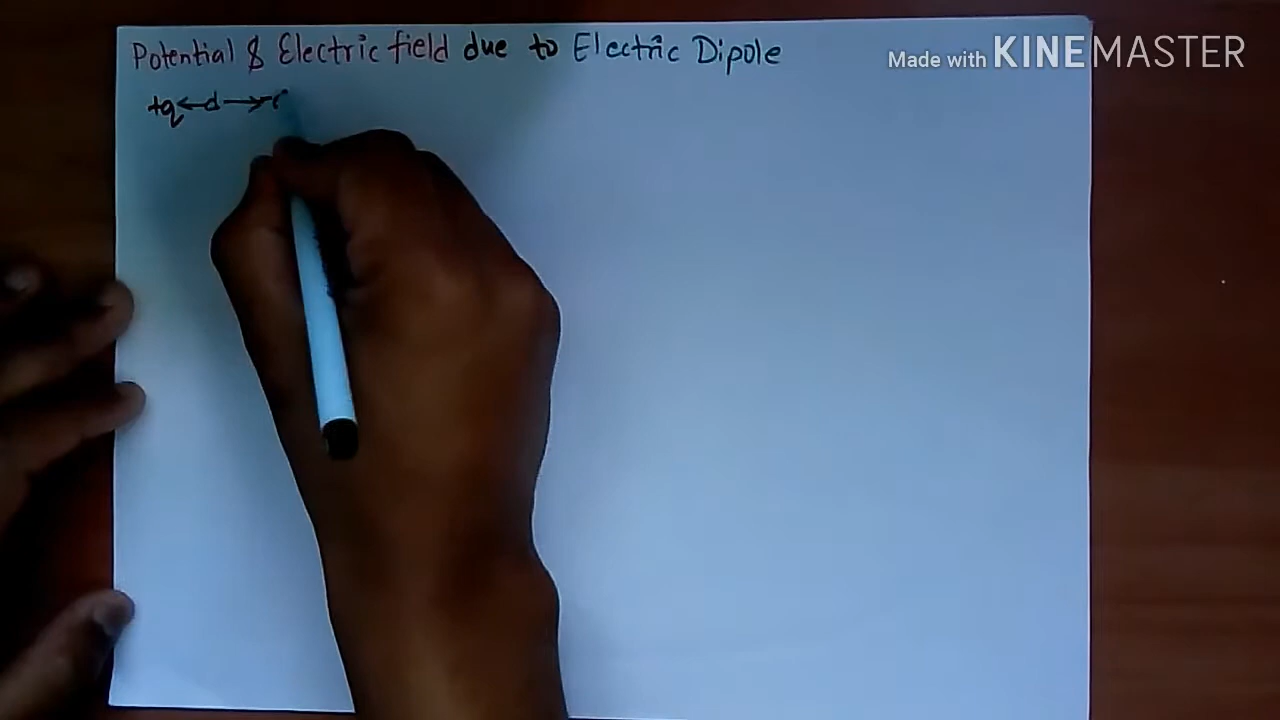 Potential & Electric field due to Electric Dipole
Made with KINEMASTER
+q←d→